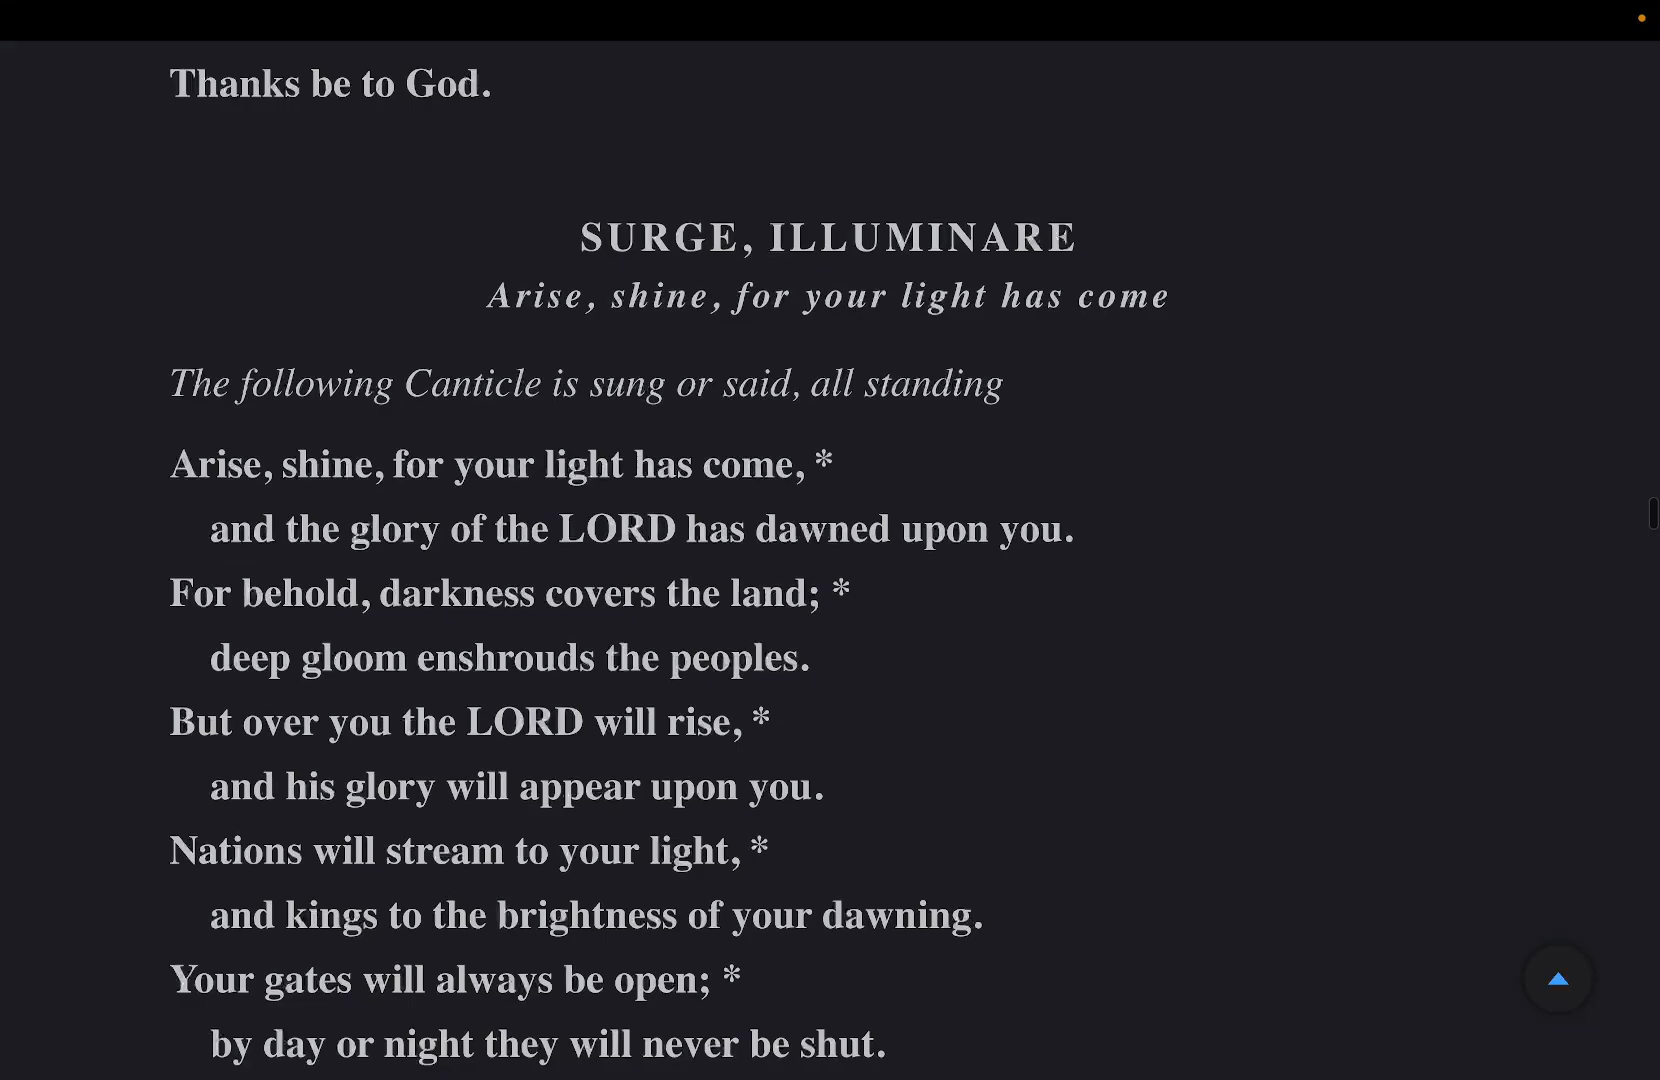 Thanks be to God.
SURGE, ILLUMINARE
Arise, shine, for your light has come
The following Canticle is sung or said, all standing
Arise, shine, for your light has come, *
and the glory of the LORD has dawned upon you.
For behold, darkness covers the land; *
deep gloom enshrouds the peoples.
But over you the LORD will rise, *
and his glory will appear upon you.
Nations will stream to your light, *
and kings to the brightness of your dawning.
Your gates will always be open; *
by day or night they will never be shut.